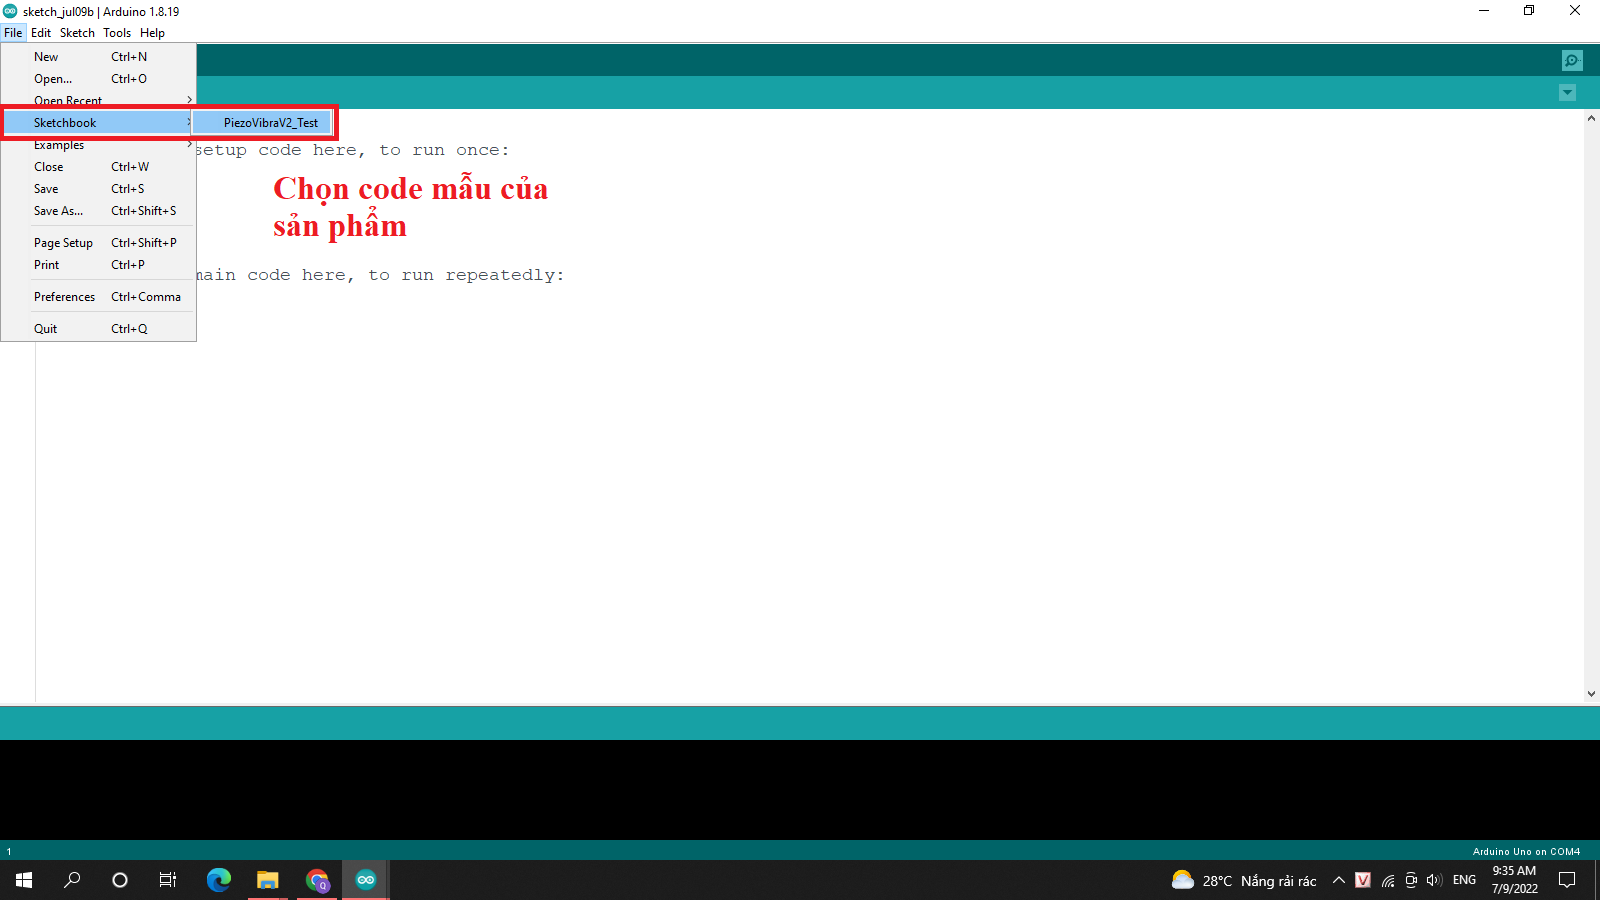 sketch_jul09b | Arduino 1.8.19
File Edit Sketch Tools Help
New Ctrl+N
Open... Ctrl+O
Open Recent
Sketchbook PiezoVibraV2_Test
Examples
Close Ctrl+W
Save Ctrl+S
Save As... Ctrl+Shift+S
Page Setup Ctrl+Shift+P
Print Ctrl+P
Preferences Ctrl+Comma
Quit Ctrl+Q
setup code here, to run once:
Chọn code mẫu của
sản phẩm
main code here, to run repeatedly:
1
Arduino Uno on COM4
28°C Nắng rải rác
V
ENG
9:35 AM
7/9/2022
Q